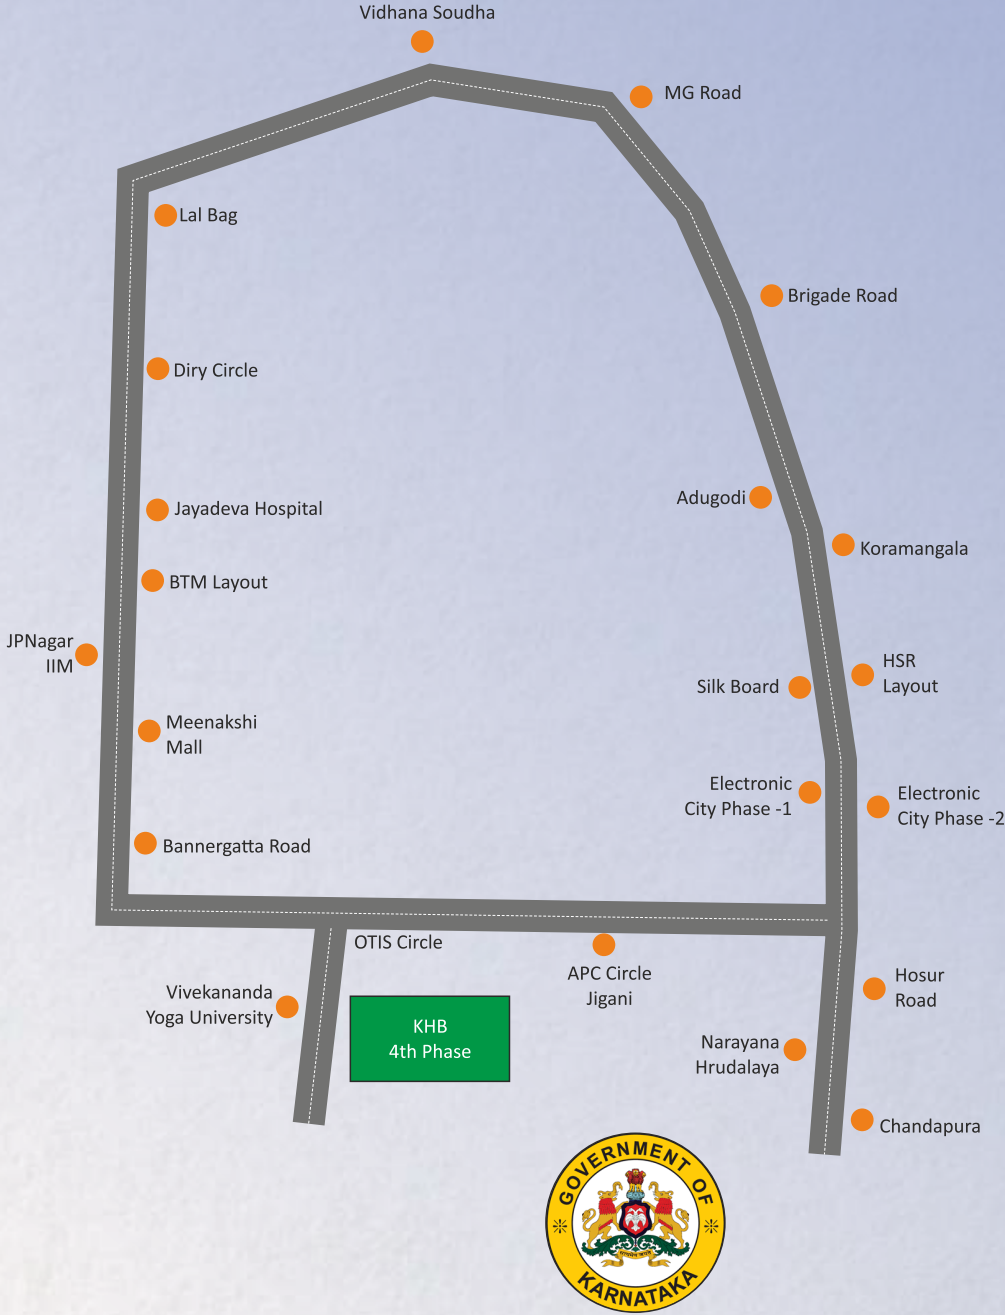 Vidhana Soudha
MG Road
Lal Bag
Brigade Road
Diry Circle
Adugodi
Jayadeva Hospital
Koramangala
BTM Layout
JPNagar
IIM
HSR
Layout
Silk Board
Meenakshi
Mall
Electronic
City Phase -1
Electronic
City Phase -2
Bannergatta Road
OTIS Circle
APC Circle
Jigani
Hosur
Road
Vivekananda
Yoga University
KHB
4th Phase
Narayana
Hrudalaya
Chandapura
GOVERNMENT OF
KARNATAKA